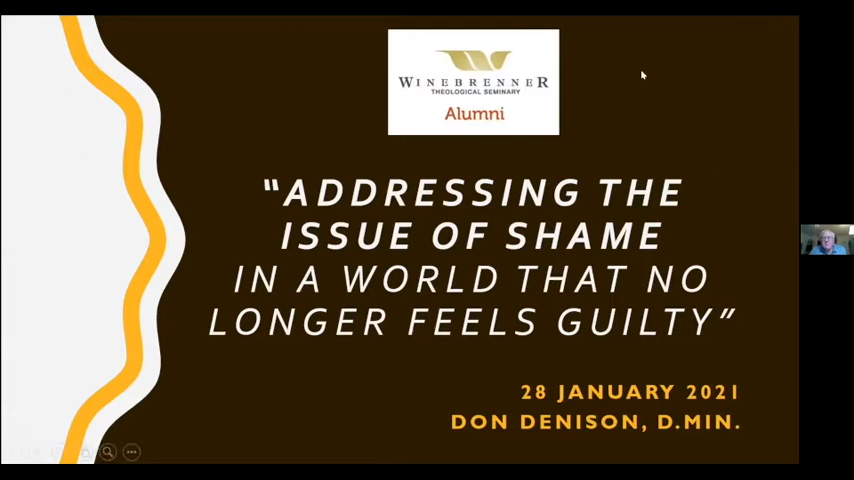 WINEBRENNER
THEOLOGICAL SEMINARY
Alumni
“ADDRESSING THE
ISSUE OF SHAME
IN A WORLD THAT NO
LONGER FEELS GUILTY”
28 JANUARY 2021
DON DENISON, D.MIN.